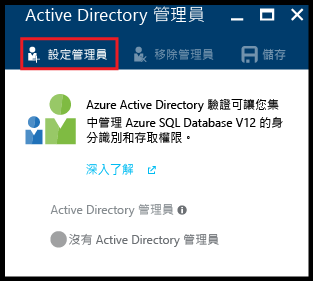 Active Directory 管理員
設定管理員 移除管理員 儲存
Azure Active Directory 驗證可讓您集
中管理 Azure SQL Database V12 的身
分識別和存取權限。
深入了解
Active Directory 管理員
沒有 Active Directory 管理員